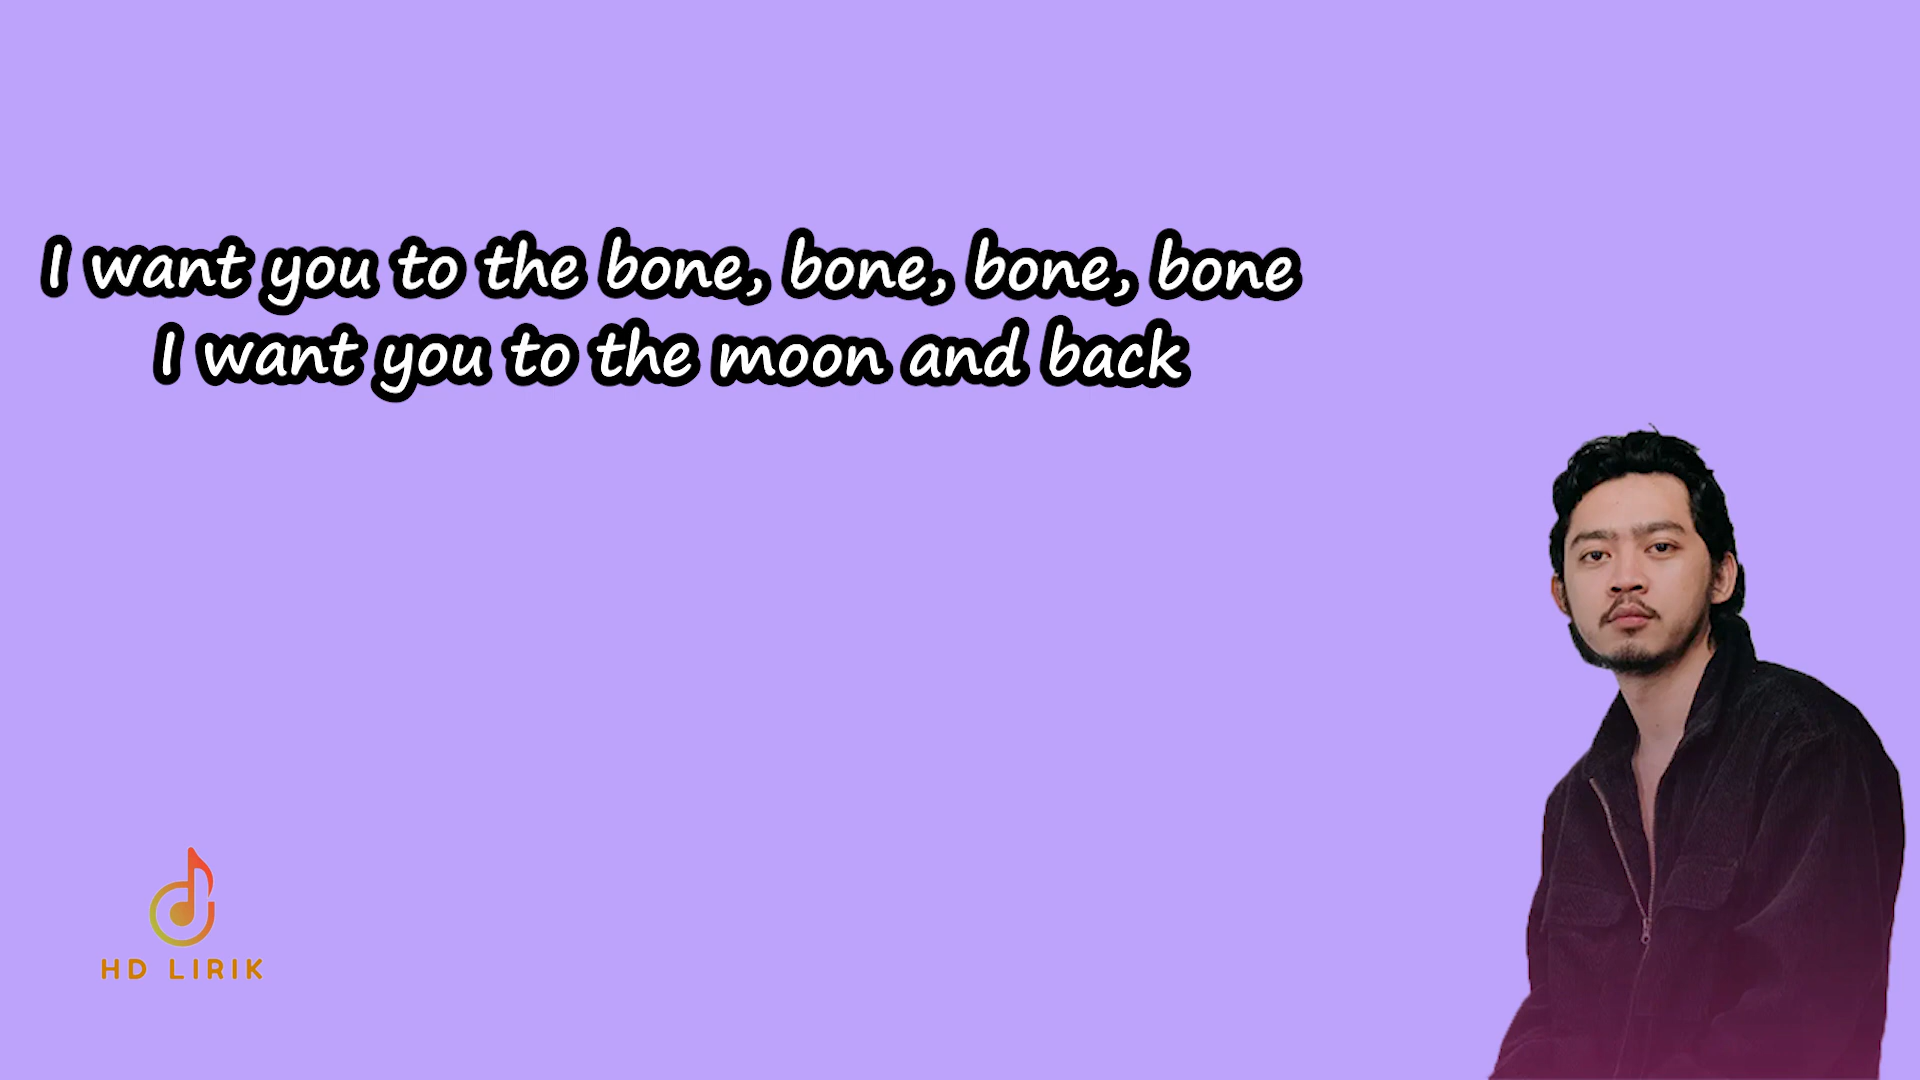 I want you to the bone, bone, bone, bone
I want you to the moon and back
HD LIRIK